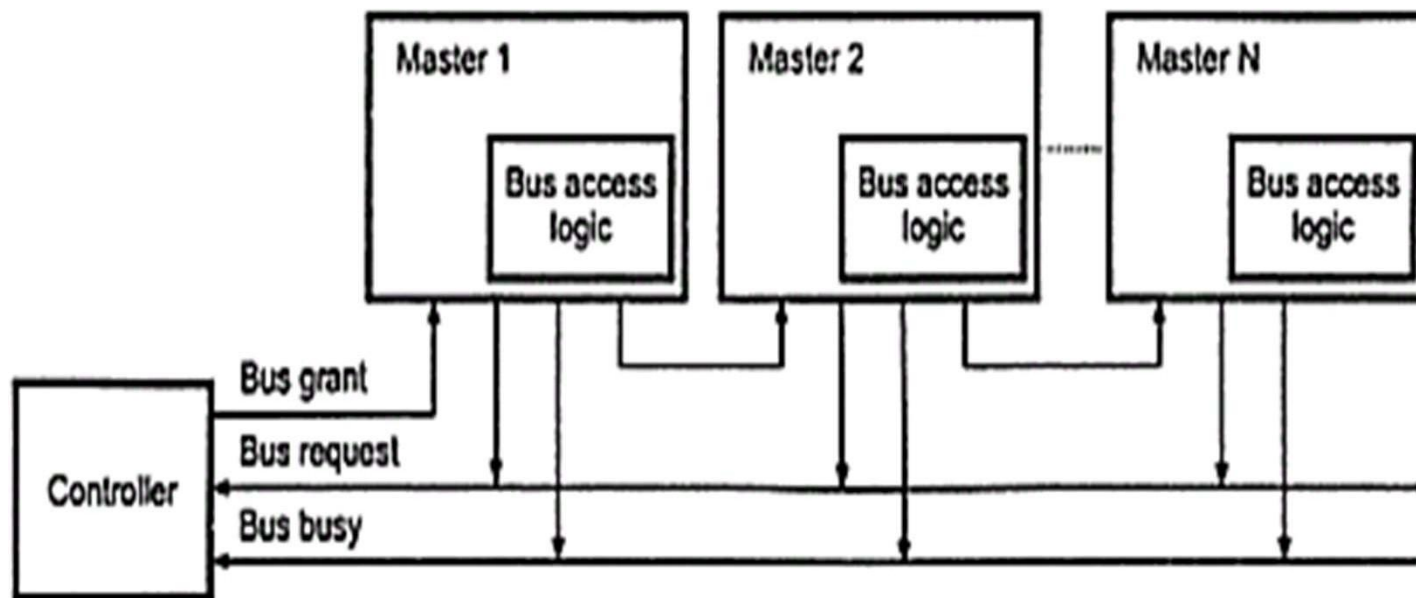 Master 1
Master 2
Master N
Bus access
logic
Bus access
logic
Bus access
logic
Bus grant
Bus request
Controller
Bus busy